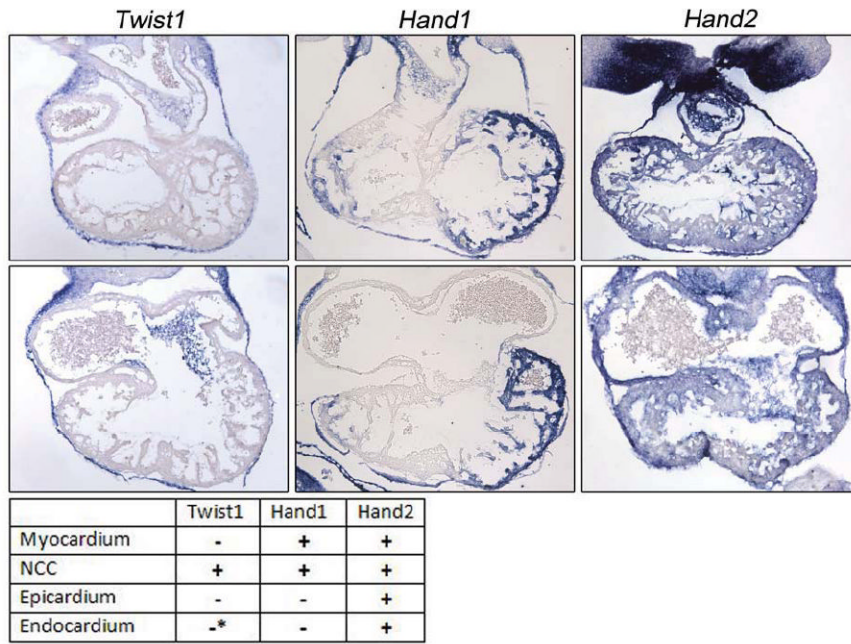 Twist1 Hand1 Hand2
Twist1 Hand1 Hand2
Myocardium - + +
NCC + + +
Epicardium - - +
Endocardium -* - +